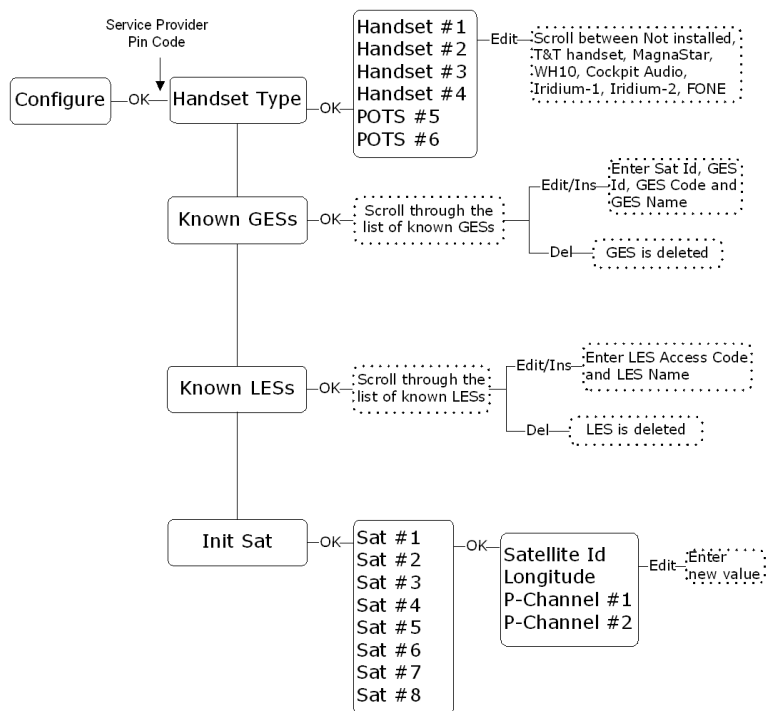 Service Provider
Pin Code
Configure
OK
Handset Type
OK
Handset #1
Handset #2
Handset #3
Handset #4
POTS #5
POTS #6
Edit
Scroll between Not installed,
T&T handset, MagnaStar,
WH10, Cockpit Audio,
Iridium-1, Iridium-2, FONE
Known GESs
OK
Scroll through the
list of known GESs
Edit/Ins
Enter Sat Id, GES
Id, GES Code and
GES Name
Del
GES is deleted
Known LESs
OK
Scroll through the
list of known LESs
Edit/Ins
Enter LES Access Code
and LES Name
Del
LES is deleted
Init Sat
OK
Sat #1
Sat #2
Sat #3
Sat #4
Sat #5
Sat #6
Sat #7
Sat #8
OK
Satellite Id
Longitude
P-Channel #1
P-Channel #2
Edit
Enter
new value